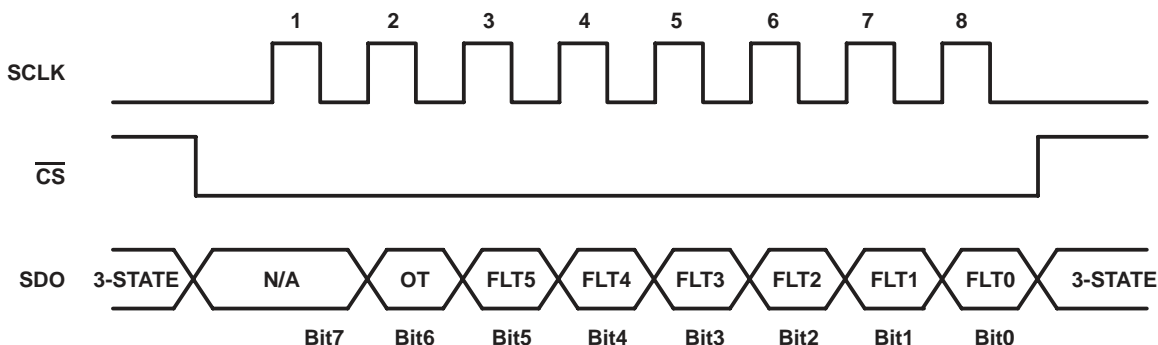 1 2 3 4 5 6 7 8
SCLK
CS
SDO 3-STATE N/A OT FLT5 FLT4 FLT3 FLT2 FLT1 FLT0 3-STATE
Bit7 Bit6 Bit5 Bit4 Bit3 Bit2 Bit1 Bit0